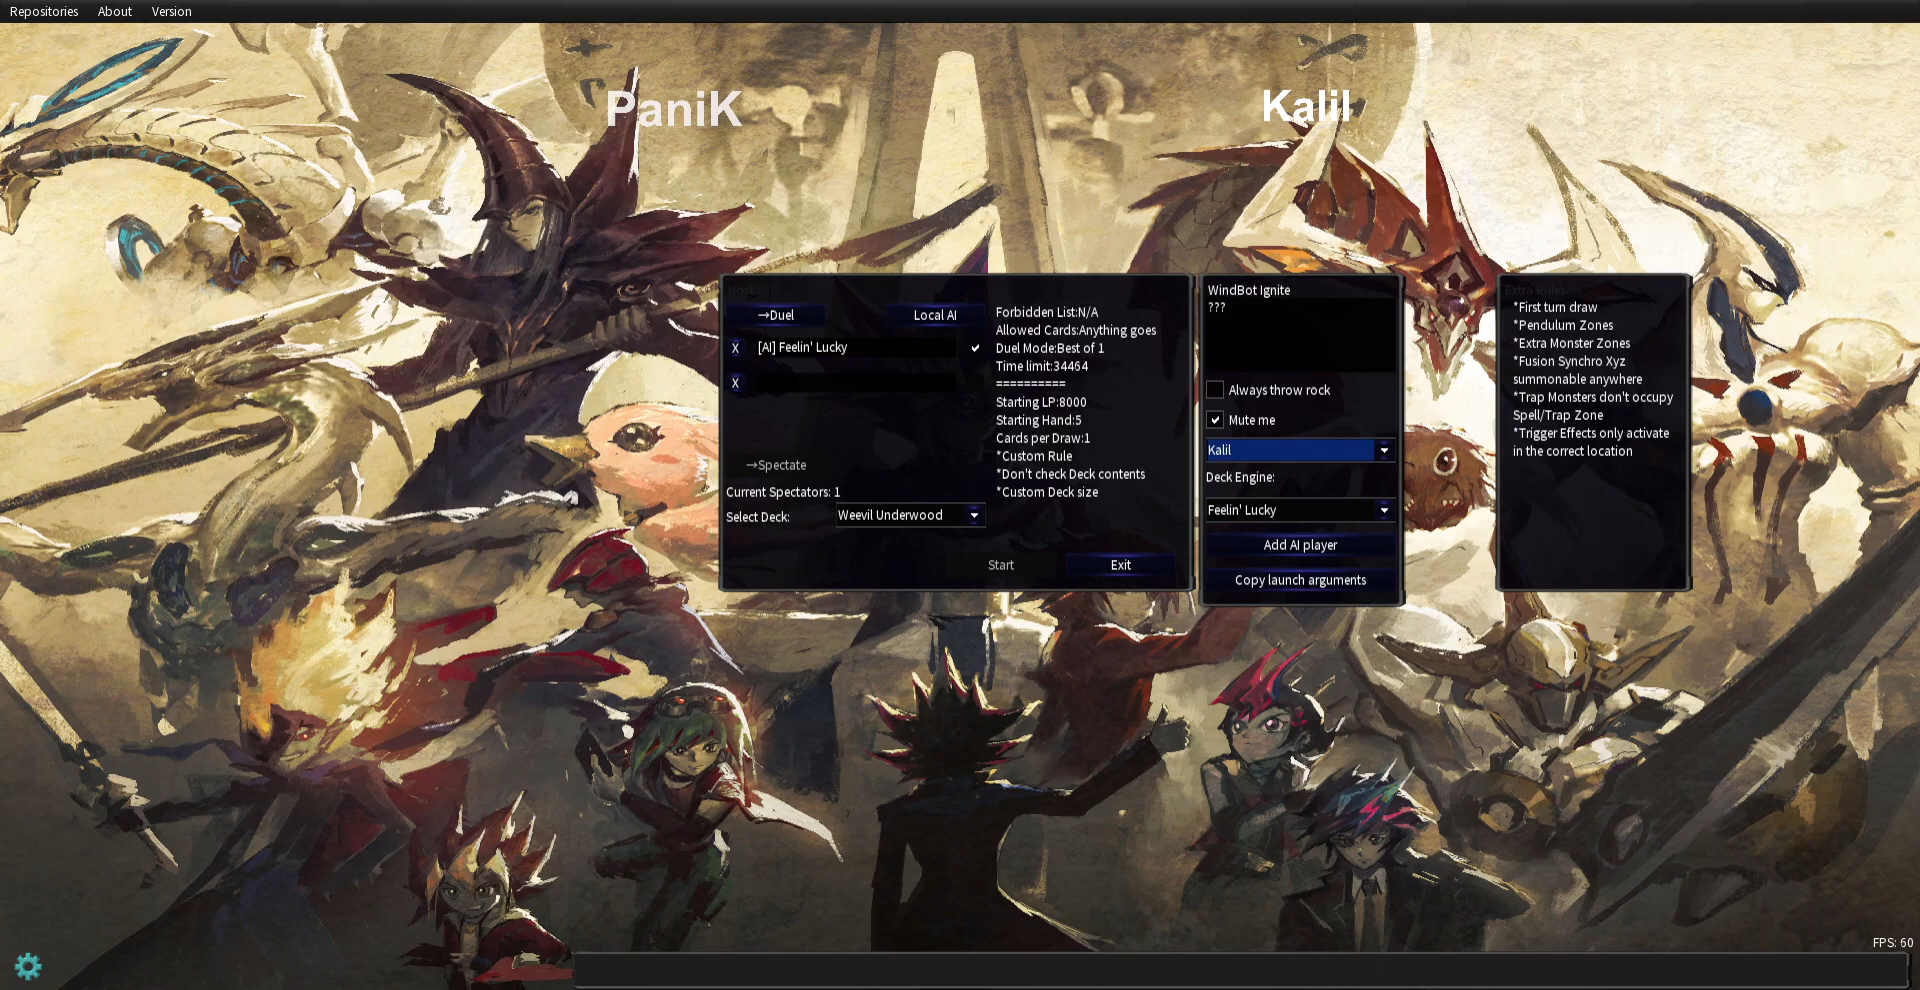 Repositories About Version
PaniK
Kalil
Host
→Duel
Local AI
X [AI] Feelin' Lucky
X
→Spectate
Current Spectators: 1
Select Deck: Weevil Underwood
Forbidden List:N/A
Allowed Cards:Anything goes
Duel Mode:Best of 1
Time limit:34464
==========
Starting LP:8000
Starting Hand:5
Cards per Draw:1
*Custom Rule
*Don't check Deck contents
*Custom Deck size
Start
Exit
WindBot Ignite
???
Always throw rock
Mute me
Kalil
Deck Engine:
Feelin' Lucky
Add AI player
Copy launch arguments
Extra Rules
*First turn draw
*Pendulum Zones
*Extra Monster Zones
*Fusion Synchro Xyz
summonable anywhere
*Trap Monsters don't occupy
Spell/Trap Zone
*Trigger Effects only activate
in the correct location
FPS: 60